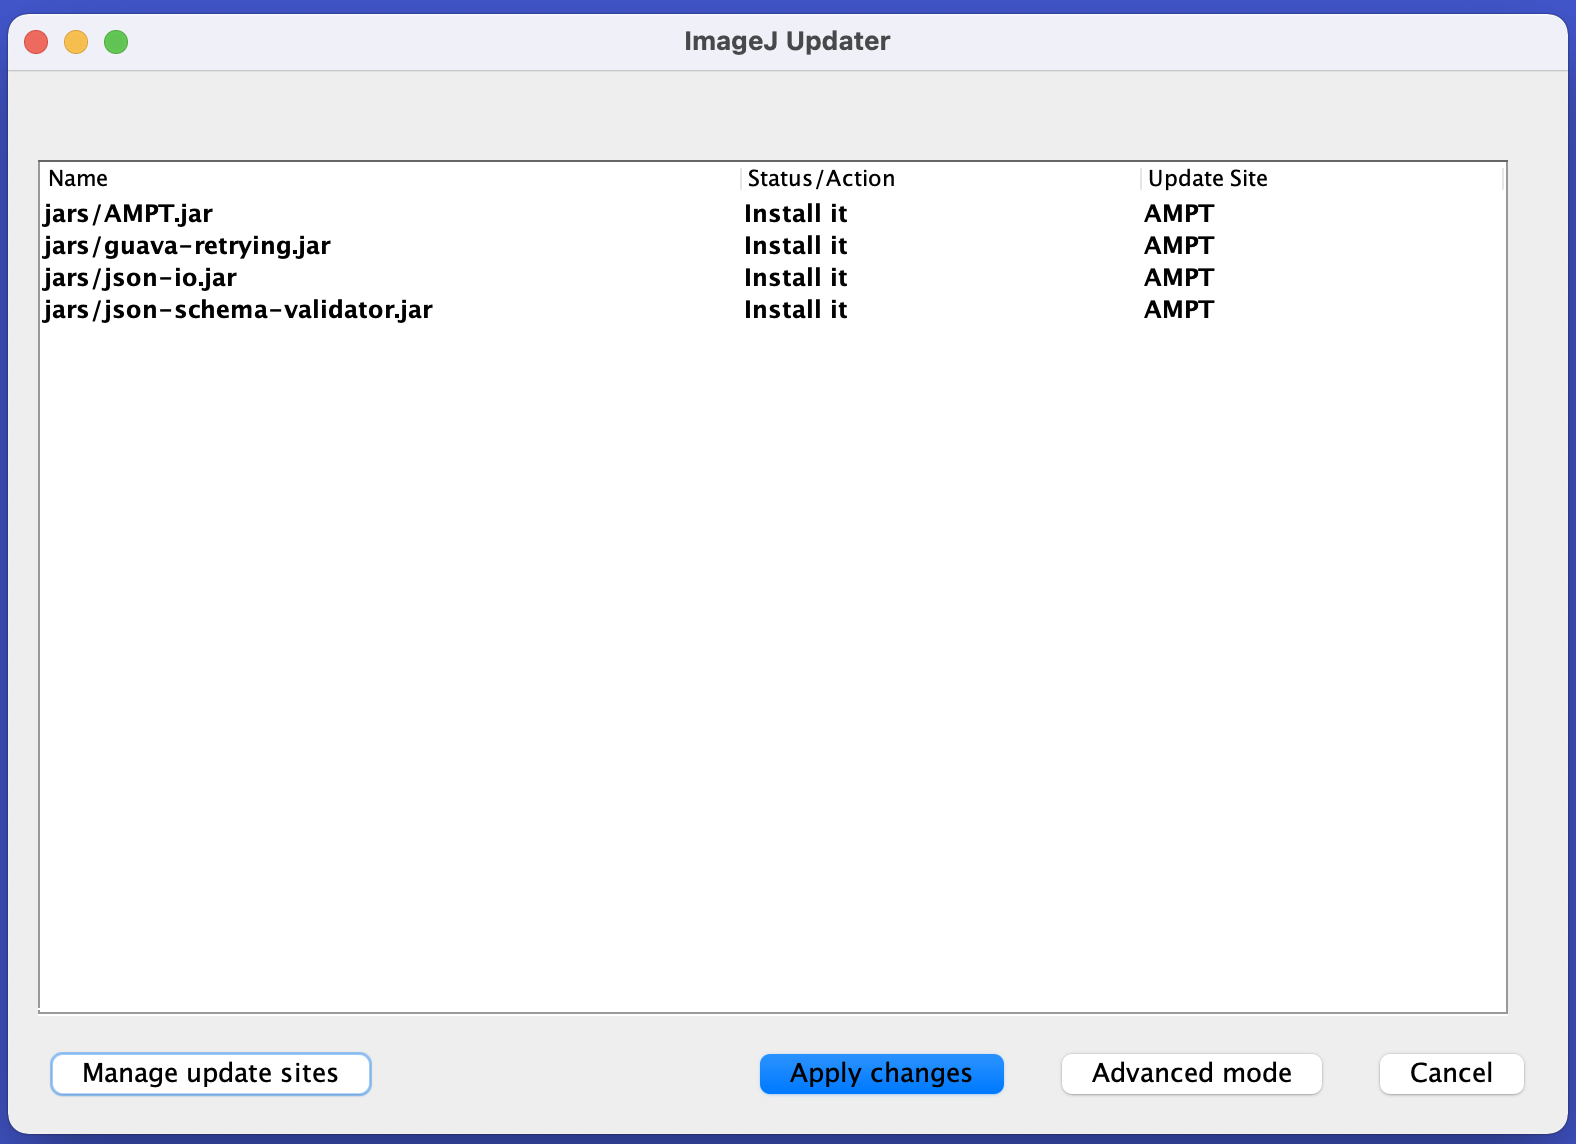 ImageJ Updater
Name Status/Action Update Site
jars/AMPT.jar Install it AMPT
jars/guava-retrying.jar Install it AMPT
jars/json-io.jar Install it AMPT
jars/json-schema-validator.jar Install it AMPT
Manage update sites Apply changes Advanced mode Cancel